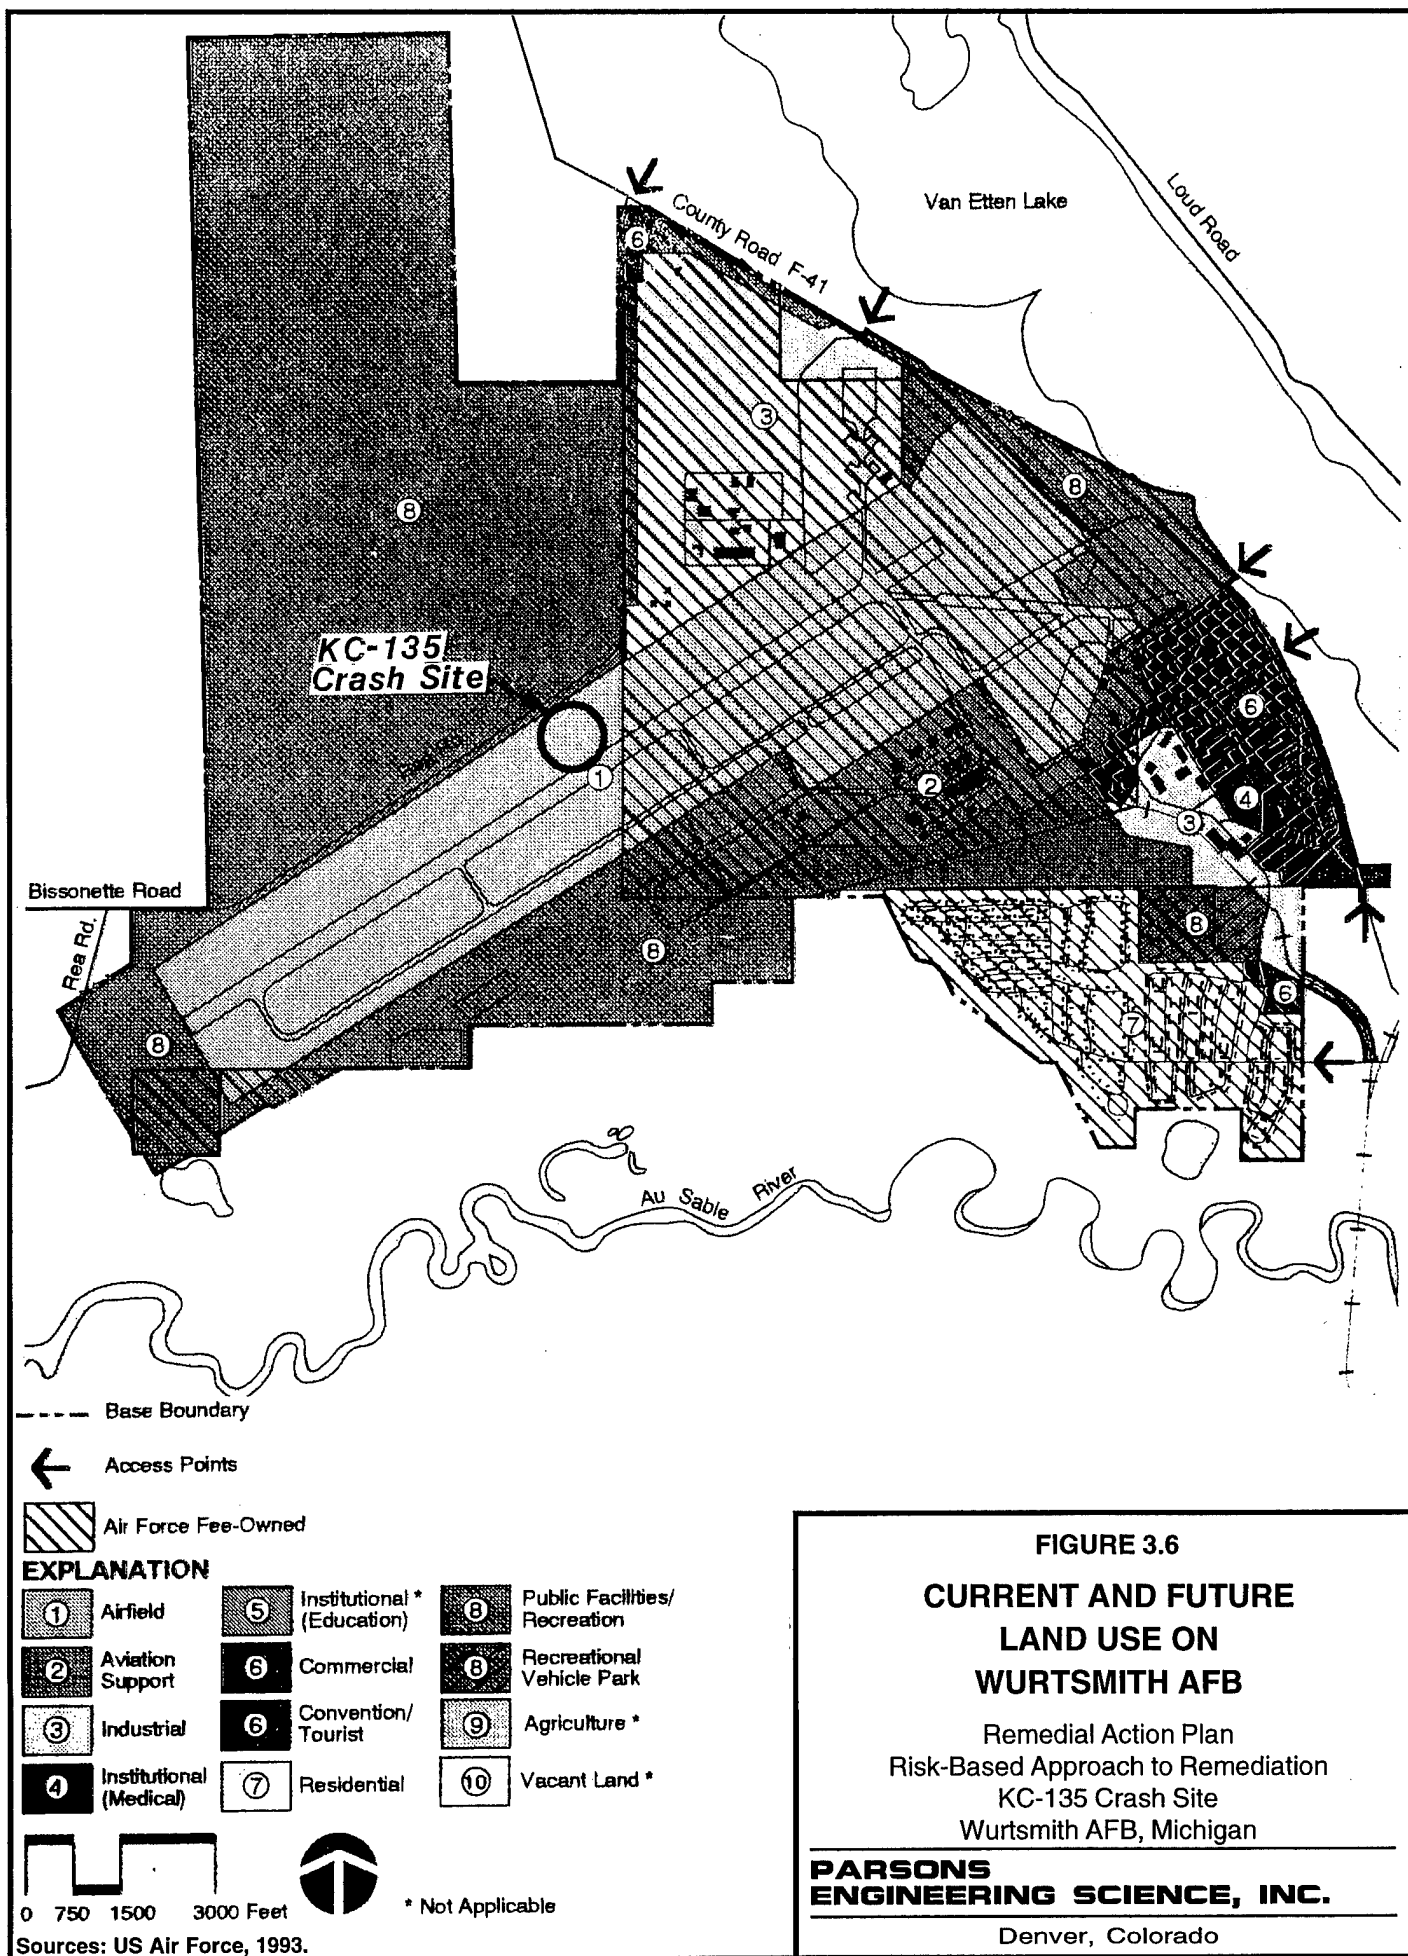 Van Etten Lake
Loud Road
County Road F-41
6
3
8
8
KC-135
Crash Site
6
1
2
4
3
Bissonette Road
Rea Rd.
8
8
6
7
8
Au Sable River
Base Boundary
Access Points
Air Force Fee-Owned
EXPLANATION
1 Airfield
2 Aviation
Support
3 Industrial
4 Institutional
(Medical)
5 Institutional *
(Education)
6 Commercial
6 Convention/
Tourist
7 Residential
8 Public Facilities/
Recreation
8 Recreational
Vehicle Park
9 Agriculture *
10 Vacant Land *
0 750 1500 3000 Feet
* Not Applicable
Sources: US Air Force, 1993.
FIGURE 3.6
CURRENT AND FUTURE
LAND USE ON
WURTSMITH AFB
Remedial Action Plan
Risk-Based Approach to Remediation
KC-135 Crash Site
Wurtsmith AFB, Michigan
PARSONS
ENGINEERING SCIENCE, INC.
Denver, Colorado